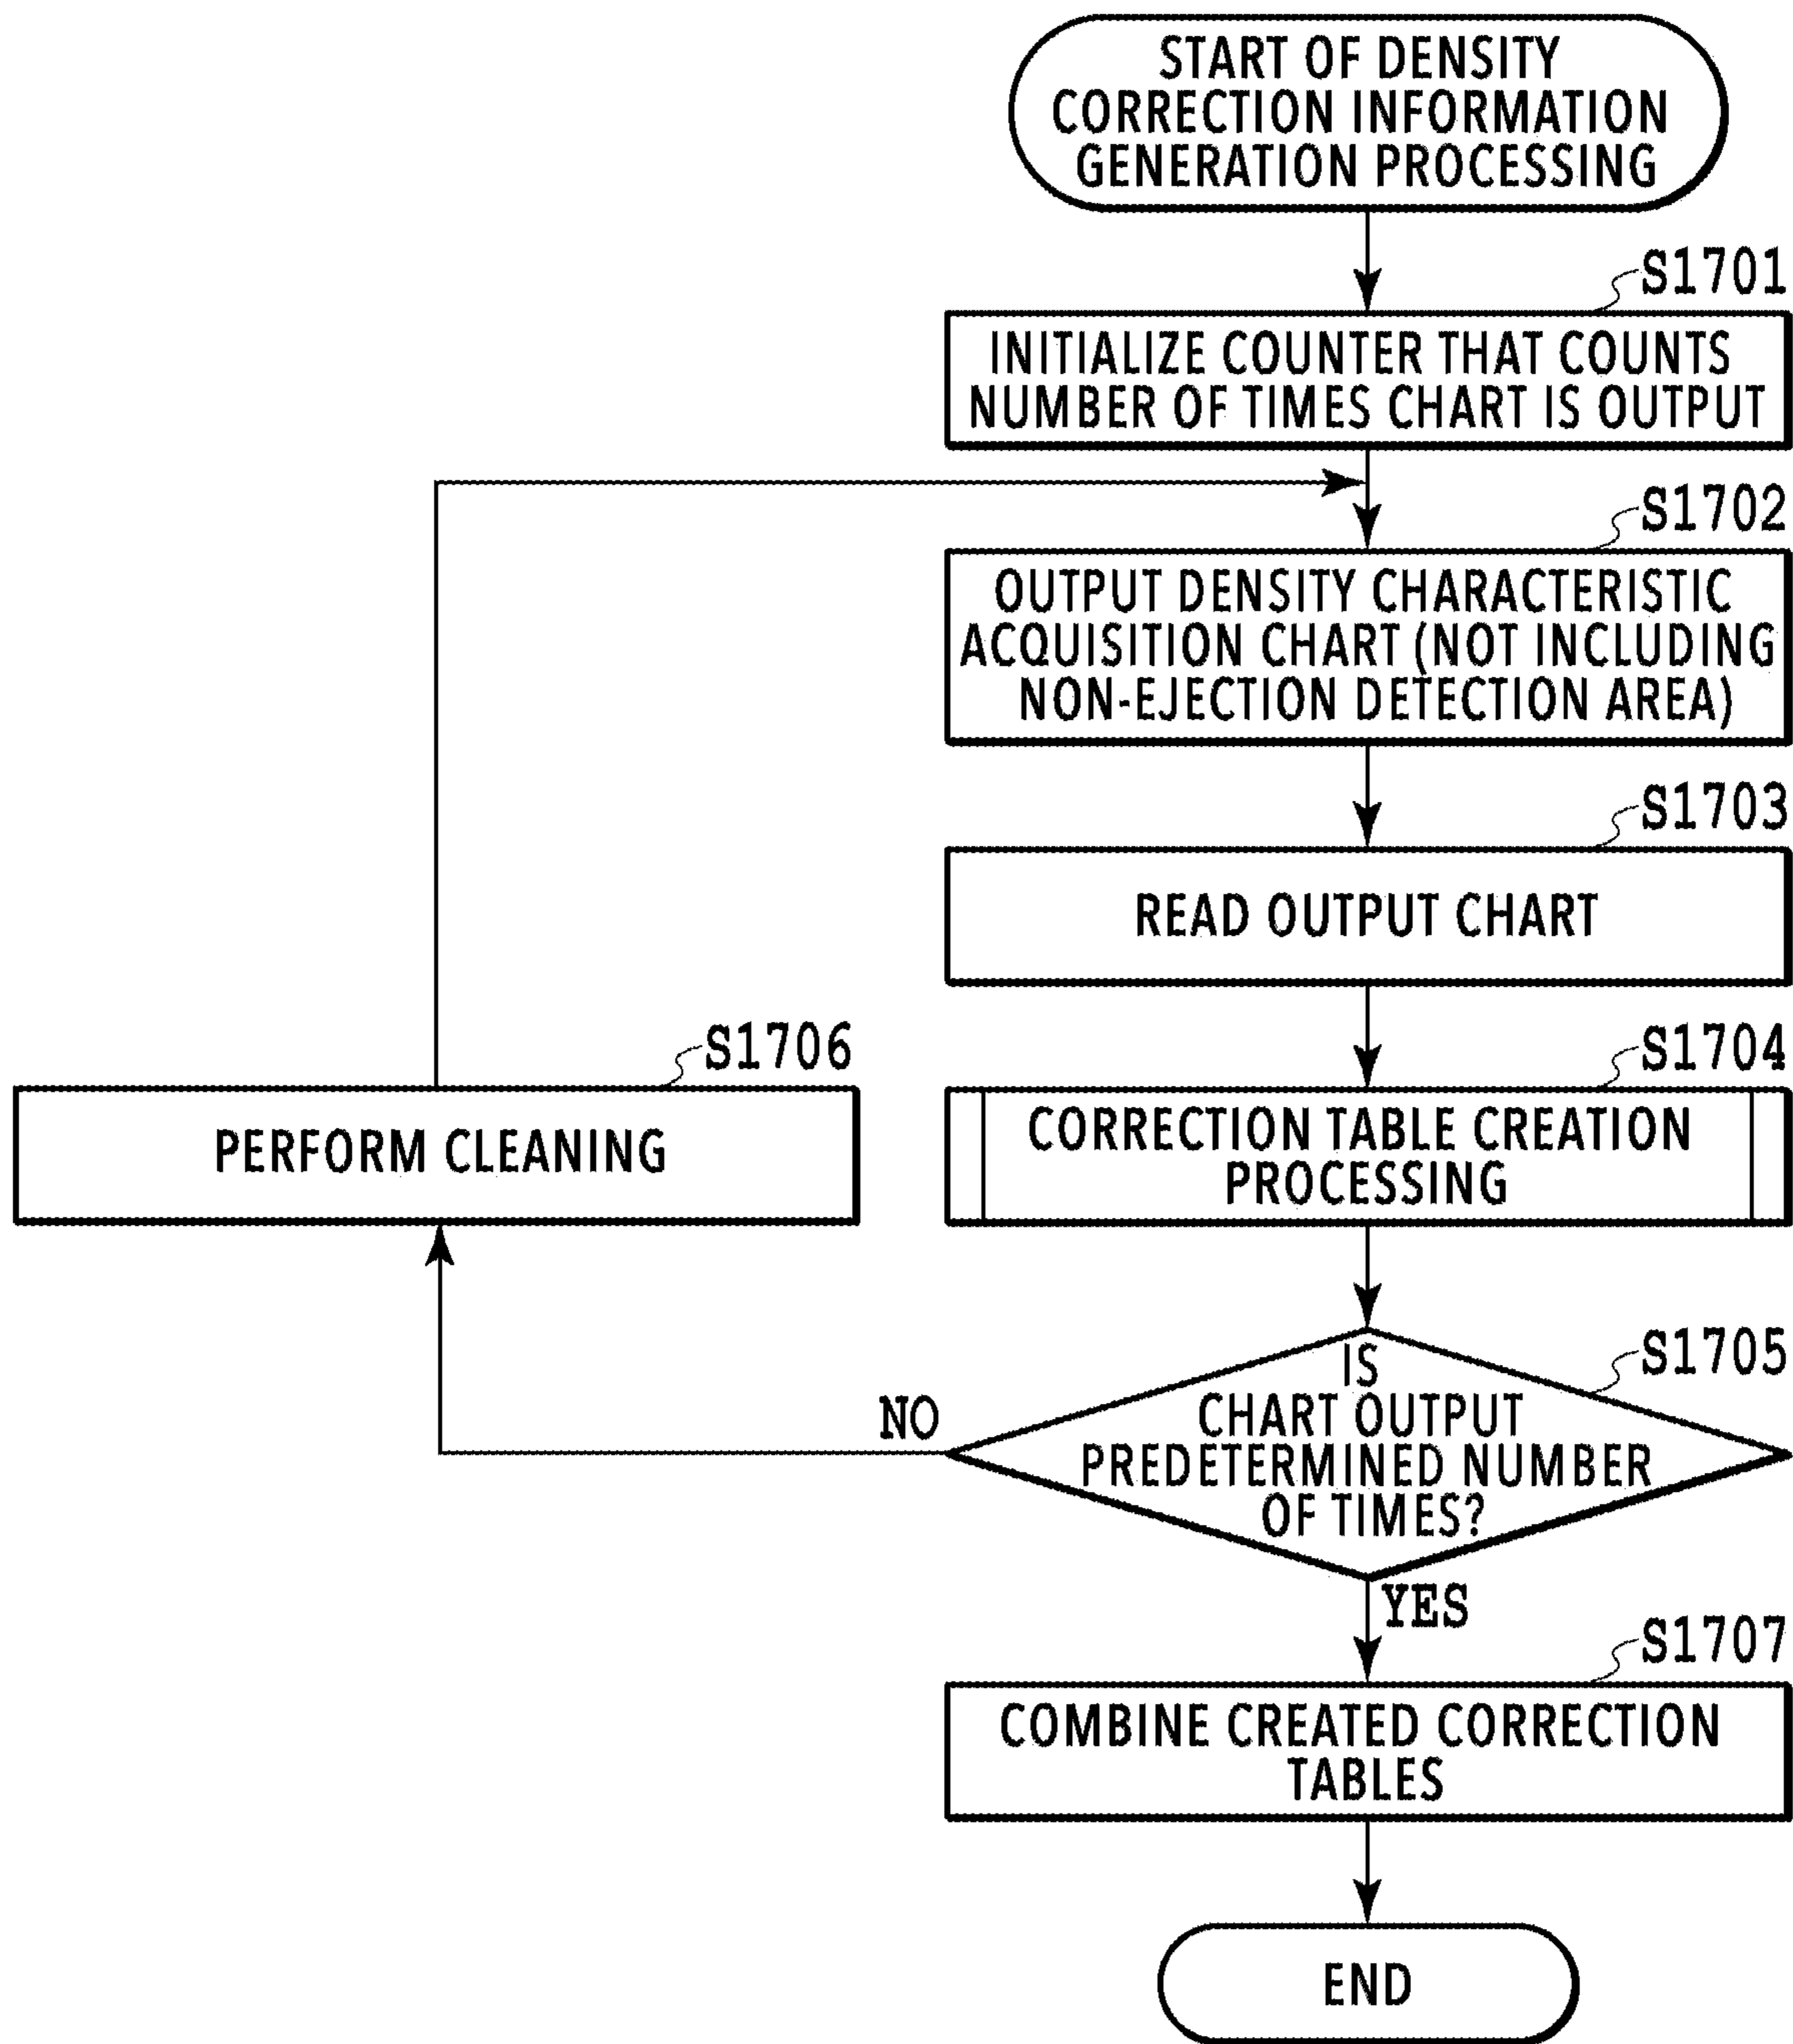 START OF DENSITY
CORRECTION INFORMATION
GENERATION PROCESSING
S1701
INITIALIZE COUNTER THAT COUNTS
NUMBER OF TIMES CHART IS OUTPUT
S1702
OUTPUT DENSITY CHARACTERISTIC
ACQUISITION CHART (NOT INCLUDING
NON-EJECTION DETECTION AREA)
S1703
READ OUTPUT CHART
S1706
PERFORM CLEANING
S1704
CORRECTION TABLE CREATION
PROCESSING
S1705
IS
CHART OUTPUT
PREDETERMINED NUMBER
OF TIMES?
NO
YES
S1707
COMBINE CREATED CORRECTION
TABLES
END